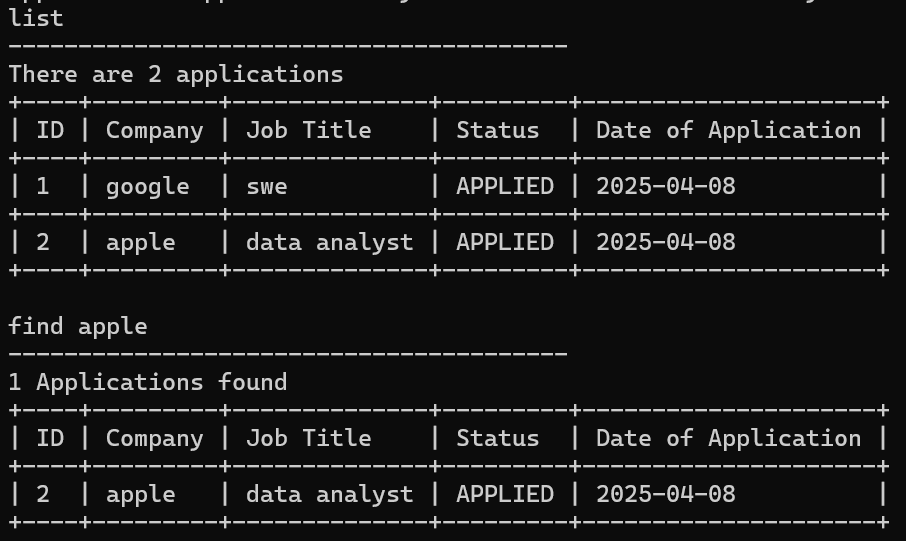 list
----------------------------------------
There are 2 applications
+----+---------+--------------+---------+---------------------+
| ID | Company | Job Title    | Status  | Date of Application |
+----+---------+--------------+---------+---------------------+
| 1  | google  | swe          | APPLIED | 2025-04-08          |
+----+---------+--------------+---------+---------------------+
| 2  | apple   | data analyst | APPLIED | 2025-04-08          |
+----+---------+--------------+---------+---------------------+
find apple
----------------------------------------
1 Applications found
+----+---------+--------------+---------+---------------------+
| ID | Company | Job Title    | Status  | Date of Application |
+----+---------+--------------+---------+---------------------+
| 2  | apple   | data analyst | APPLIED | 2025-04-08          |
+----+---------+--------------+---------+---------------------+